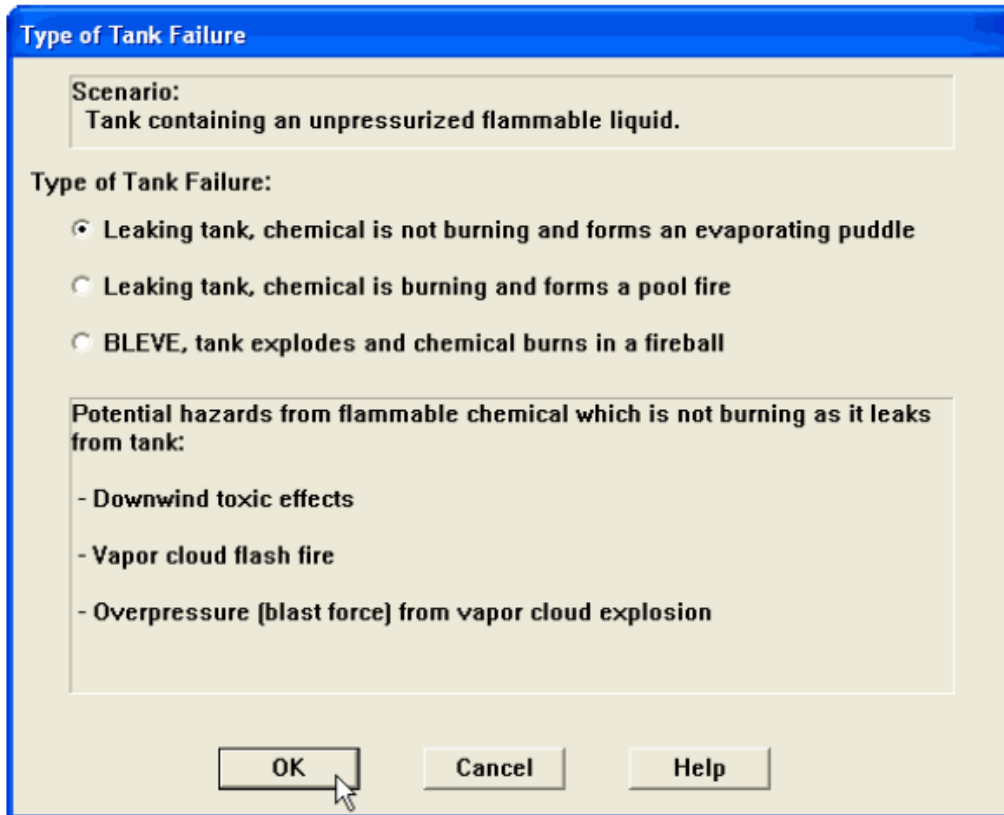 Type of Tank Failure
Scenario:
Tank containing an unpressurized flammable liquid.
Type of Tank Failure:
Leaking tank, chemical is not burning and forms an evaporating puddle
Leaking tank, chemical is burning and forms a pool fire
BLEVE, tank explodes and chemical burns in a fireball
Potential hazards from flammable chemical which is not burning as it leaks
from tank:
- Downwind toxic effects
- Vapor cloud flash fire
- Overpressure (blast force) from vapor cloud explosion
OK
Cancel
Help